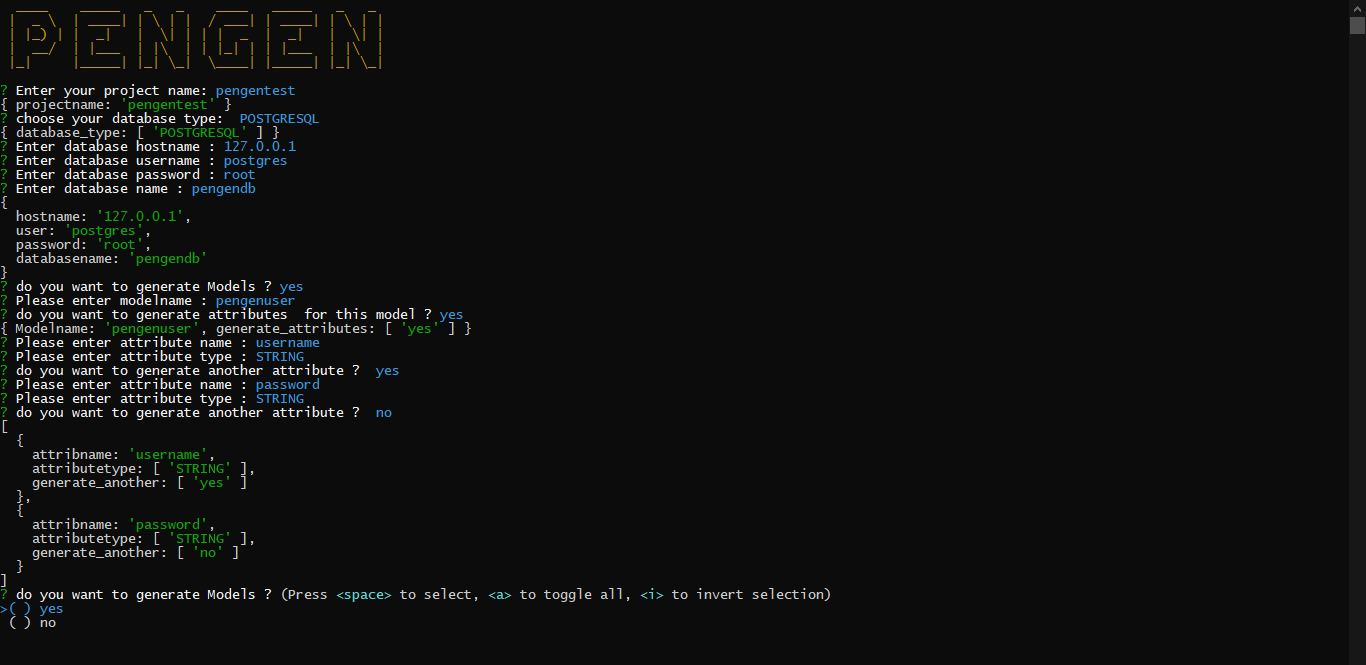 PENGEN
? Enter your project name: pengentest
{ projectname: 'pengentest' }
? choose your database type:  POSTGRESQL
{ database_type: [ 'POSTGRESQL' ] }
? Enter database hostname : 127.0.0.1
? Enter database username : postgres
? Enter database password : root
? Enter database name : pengendb
{
  hostname: '127.0.0.1',
  user: 'postgres',
  password: 'root',
  databasename: 'pengendb'
}
? do you want to generate Models ? yes
? Please enter modelname : pengenuser
? do you want to generate attributes  for this model ? yes
{ Modelname: 'pengenuser', generate_attributes: [ 'yes' ] }
? Please enter attribute name : username
? Please enter attribute type : STRING
? do you want to generate another attribute ?  yes
? Please enter attribute name : password
? Please enter attribute type : STRING
? do you want to generate another attribute ?  no
[
  {
    attribname: 'username',
    attributetype: [ 'STRING' ],
    generate_another: [ 'yes' ]
  },
  {
    attribname: 'password',
    attributetype: [ 'STRING' ],
    generate_another: [ 'no' ]
  }
]
? do you want to generate Models ? (Press <space> to select, <a> to toggle all, <i> to invert selection)
>( ) yes
 ( ) no